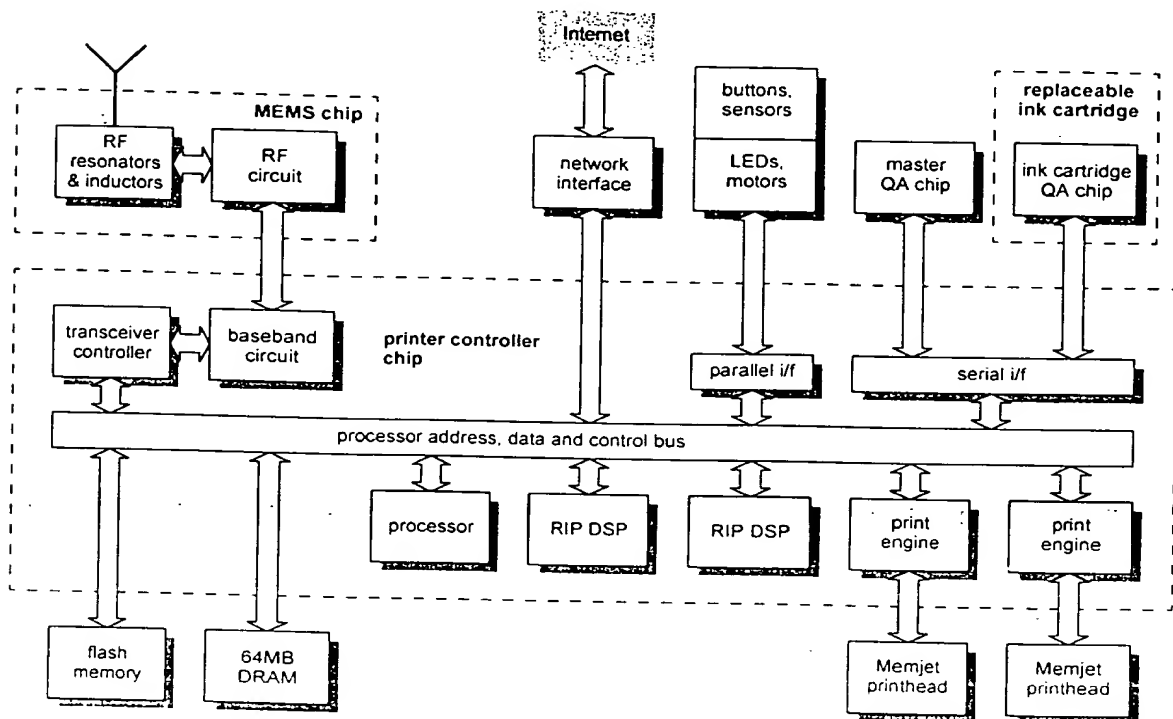 Internet
MEMS chip
RF
resonators
& inductors
RF
circuit
network
interface
buttons,
sensors
LEDs,
motors
master
QA chip
replaceable
ink cartridge
ink cartridge
QA chip
transceiver
controller
baseband
circuit
printer controller
chip
parallel i/f
serial i/f
processor address, data and control bus
processor
RIP DSP
RIP DSP
print
engine
print
engine
flash
memory
64MB
DRAM
Memjet
printhead
Memjet
printhead